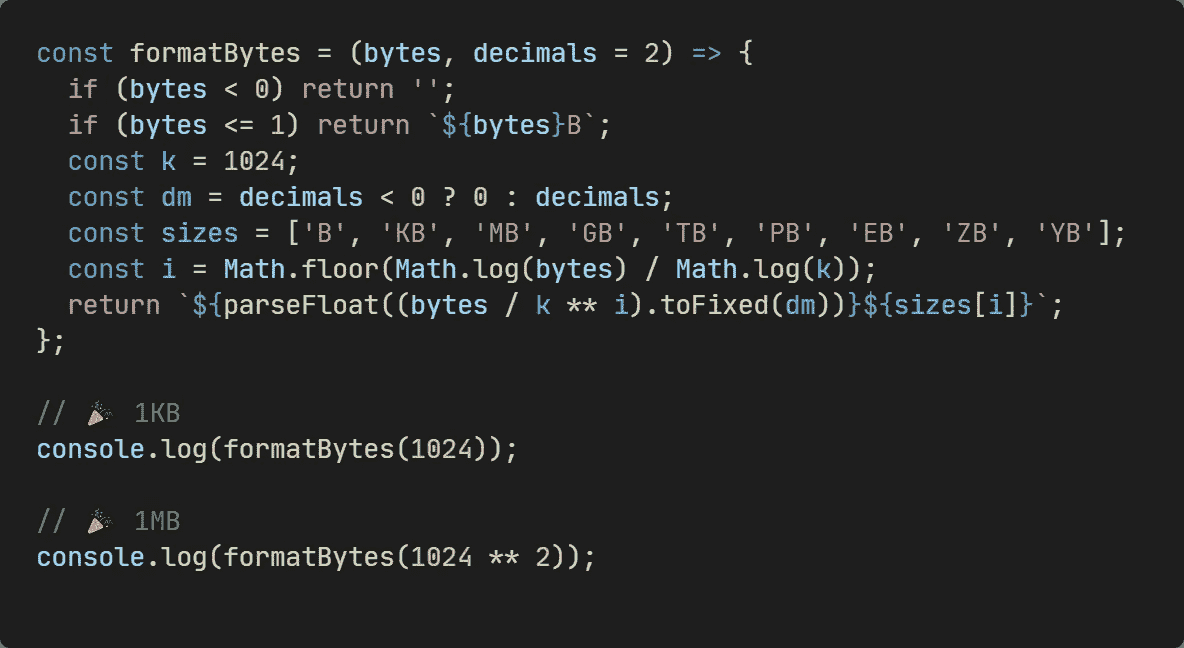 const formatBytes = (bytes, decimals = 2) => {
  if (bytes < 0) return '';
  if (bytes <= 1) return `${bytes}B`;
  const k = 1024;
  const dm = decimals < 0 ? 0 : decimals;
  const sizes = ['B', 'KB', 'MB', 'GB', 'TB', 'PB', 'EB', 'ZB', 'YB'];
  const i = Math.floor(Math.log(bytes) / Math.log(k));
  return `${parseFloat((bytes / k ** i).toFixed(dm))}${sizes[i]}`;
};

// 🎉 1KB
console.log(formatBytes(1024));

// 🎉 1MB
console.log(formatBytes(1024 ** 2));